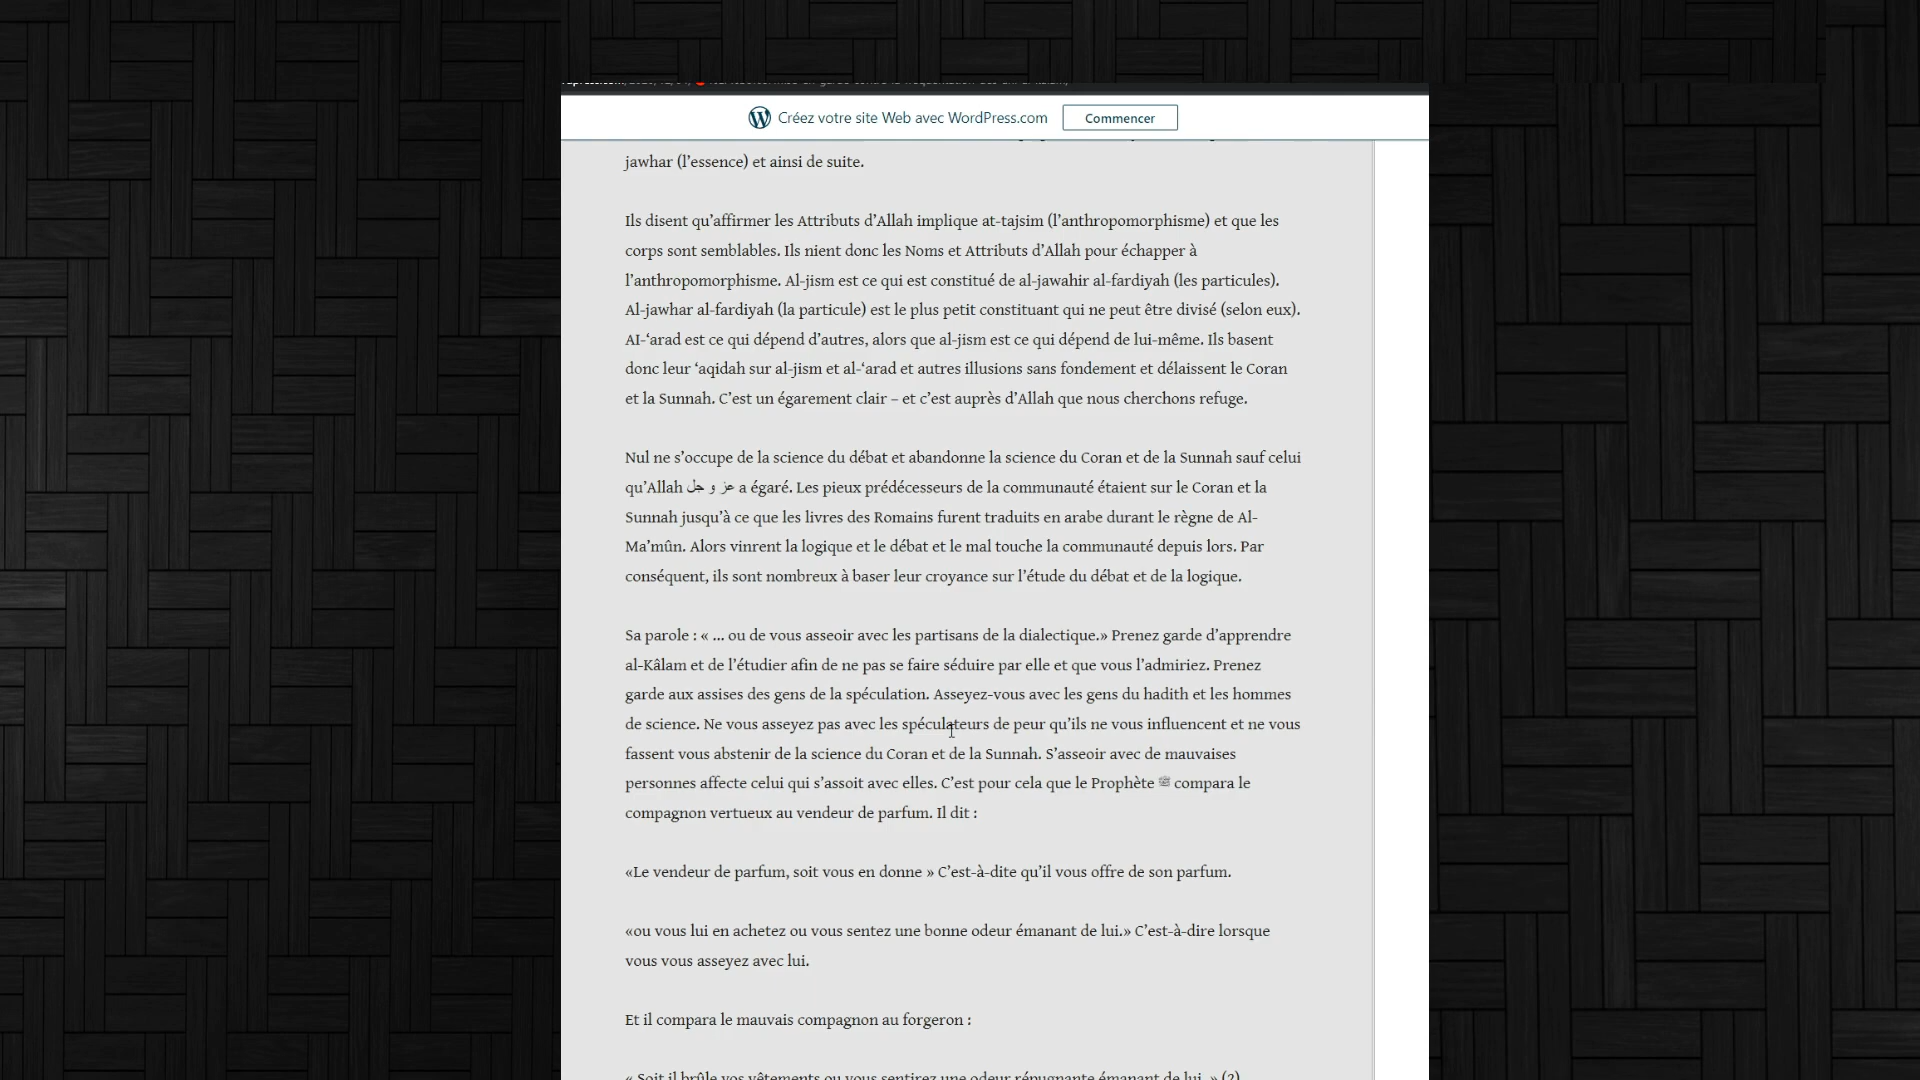 Créez votre site Web avec WordPress.com
Commencer
jawhar (l’essence) et ainsi de suite.
Ils disent qu’affirmer les Attributs d’Allah implique at-tajsim (l’anthropomorphisme) et que les
corps sont semblables. Ils nient donc les Noms et Attributs d’Allah pour échapper à
l’anthropomorphisme. Al-jism est ce qui est constitué de al-jawahir al-fardiyah (les particules).
Al-jawhar al-fardiyah (la particule) est le plus petit constituant qui ne peut être divisé (selon eux).
AI-‘arad est ce qui dépend d’autres, alors que al-jism est ce qui dépend de lui-même. Ils basent
donc leur ‘aqidah sur al-jism et al-‘arad et autres illusions sans fondement et délaissent le Coran
et la Sunnah. C’est un égarement clair – et c’est auprès d’Allah que nous cherchons refuge.
Nul ne s’occupe de la science du débat et abandonne la science du Coran et de la Sunnah sauf celui
qu’Allah عز و جل a égaré. Les pieux prédécesseurs de la communauté étaient sur le Coran et la
Sunnah jusqu’à ce que les livres des Romains furent traduits en arabe durant le règne de Al-
Ma’mûn. Alors vinrent la logique et le débat et le mal touche la communauté depuis lors. Par
conséquent, ils sont nombreux à baser leur croyance sur l’étude du débat et de la logique.
Sa parole : « … ou de vous asseoir avec les partisans de la dialectique.» Prenez garde d’apprendre
al-Kâlam et de l’étudier afin de ne pas se faire séduire par elle et que vous l’admiriez. Prenez
garde aux assises des gens de la spéculation. Asseyez-vous avec les gens du hadith et les hommes
de science. Ne vous asseyez pas avec les spéculateurs de peur qu’ils ne vous influencent et ne vous
fassent vous abstenir de la science du Coran et de la Sunnah. S’asseoir avec de mauvaises
personnes affecte celui qui s’assoit avec elles. C’est pour cela que le Prophète ﷺ compara le
compagnon vertueux au vendeur de parfum. Il dit :
«Le vendeur de parfum, soit vous en donne » C’est-à-dite qu’il vous offre de son parfum.
«ou vous lui en achetez ou vous sentez une bonne odeur émanant de lui.» C’est-à-dire lorsque
vous vous asseyez avec lui.
Et il compara le mauvais compagnon au forgeron :
« Soit il brûle vos vêtements ou vous sentirez une odeur répugnante émanant de lui. » (2)